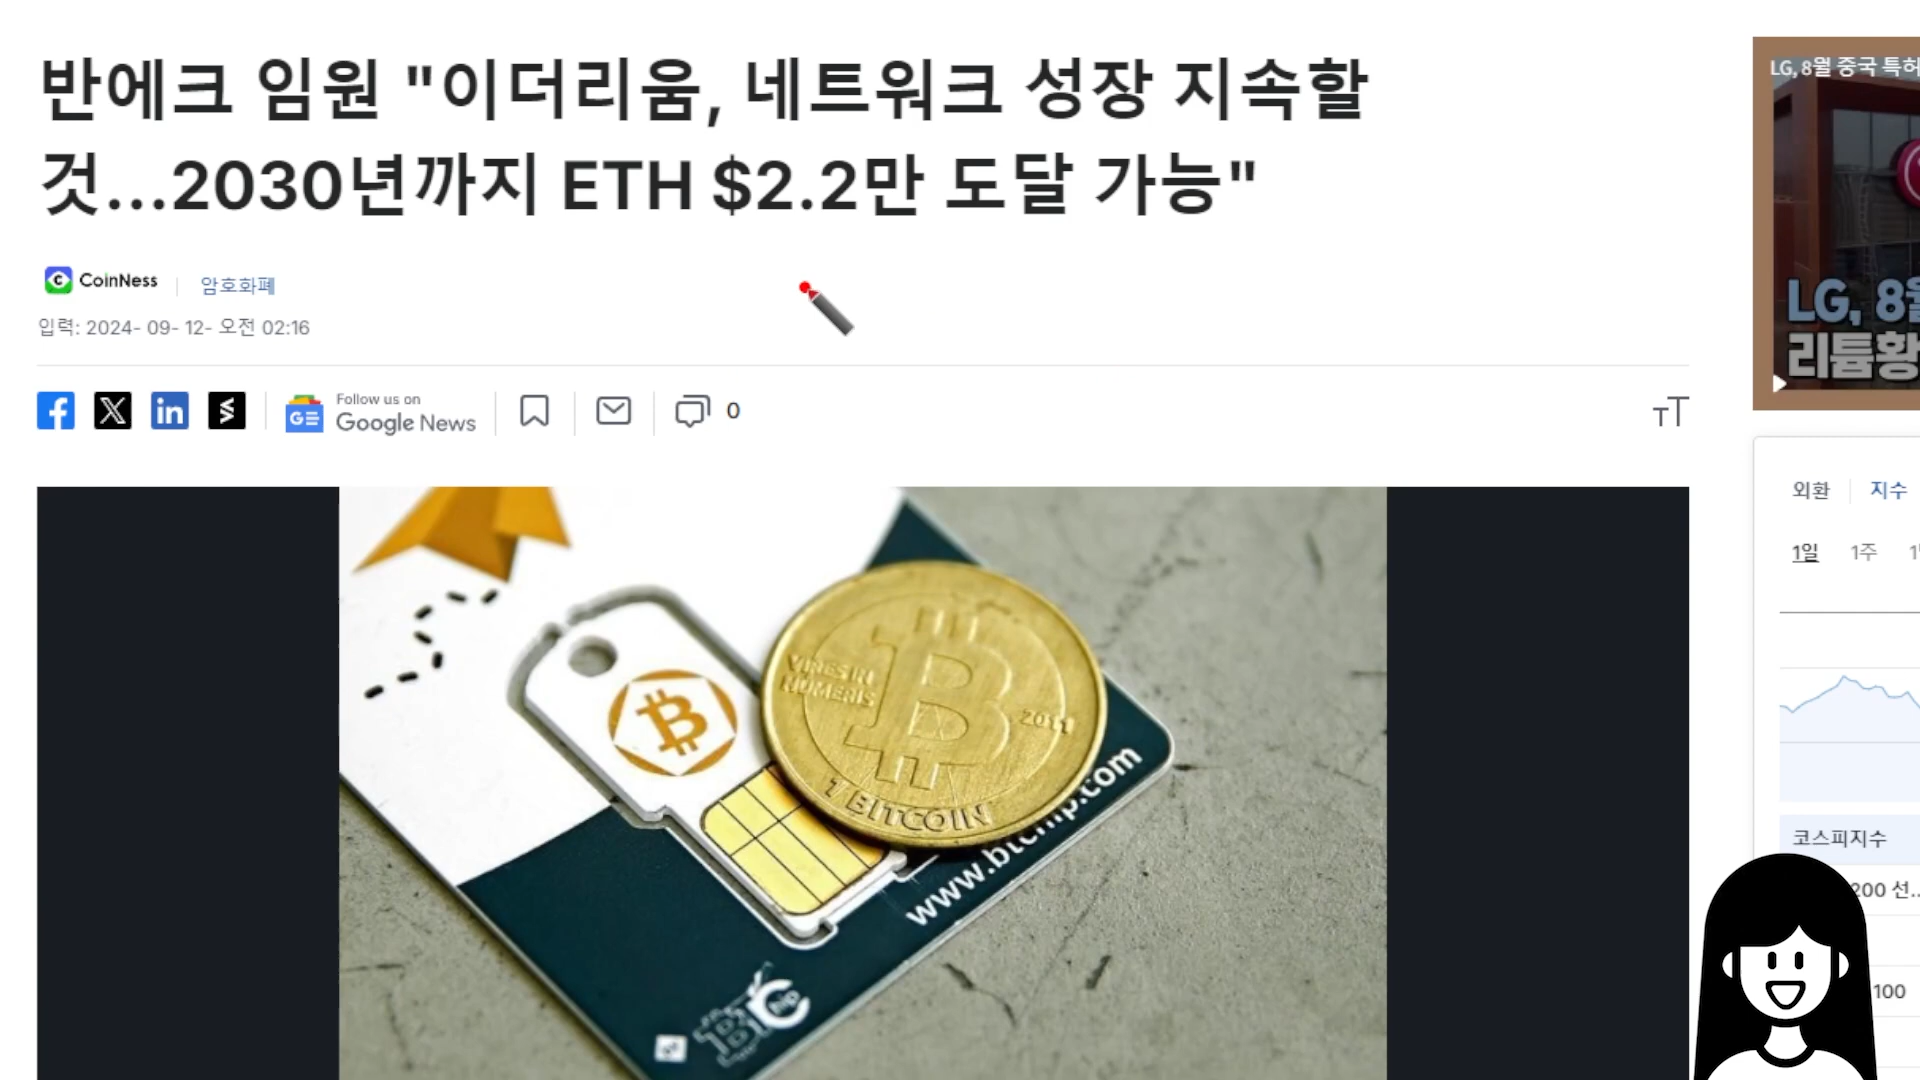 반에크 임원 "이더리움, 네트워크 성장 지속할
것...2030년까지 ETH $2.2만 도달 가능"
CoinNess
암호화폐
입력: 2024- 09- 12- 오전 02:16
Follow us on
Google News
0
TT
VIRES IN
NUMERIS
2011
1 BITCOIN
LG, 8월 중국 특허
LG, 8월
리튬황
외환
지수
1일
1주
코스피지수
200 선..
100